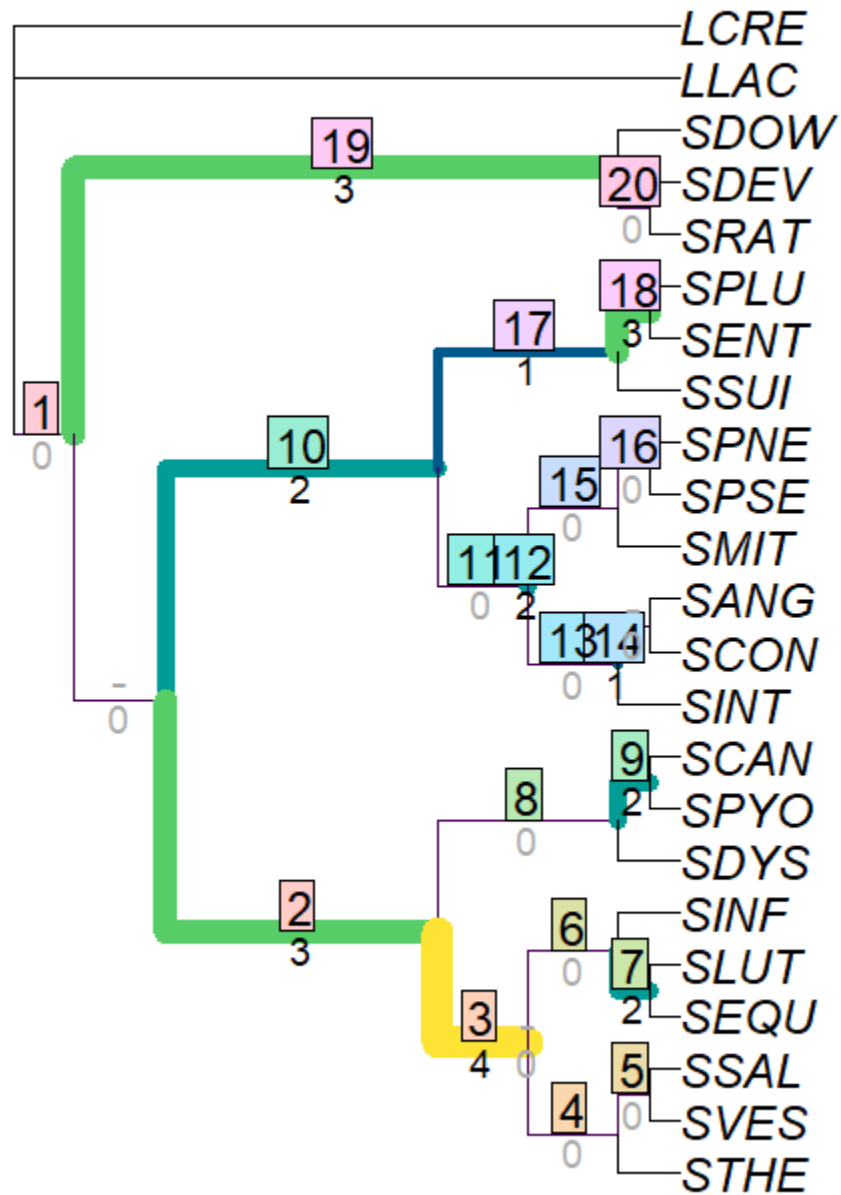 LCRE
LLAC
SDOW
19
3
20
SDEV
0
SRAT
18
SPLU
17
3
SENT
1
SSUI
1
0
10
2
16
SPNE
15
0
SPSE
0
SMIT
11
12
0
2
SANG
13
14
-
0
SCON
0
1
SINT
-
0
9
SCAN
8
2
SPYO
0
SDYS
2
3
6
SINF
0
7
SLUT
2
SEQU
3
4
-
0
5
SSAL
4
0
SVES
0
STHE